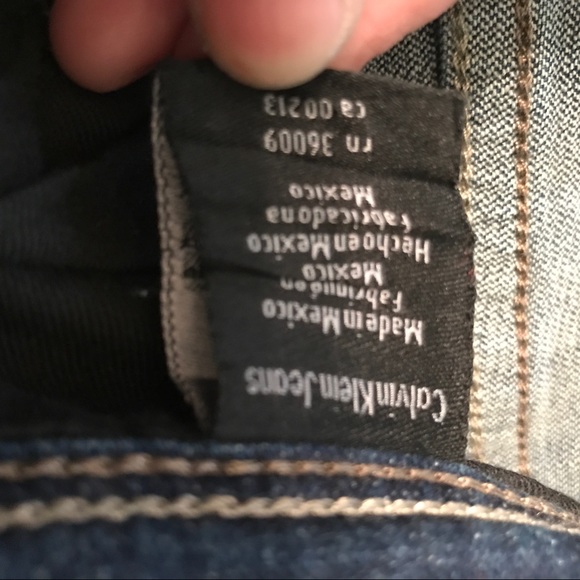 Calvin Klein Jeans
Made in Mexico
Fabriqué en
Mexico
Hecho en Mexico
Fabricado na
Mexico
rn 36009
ca 00213